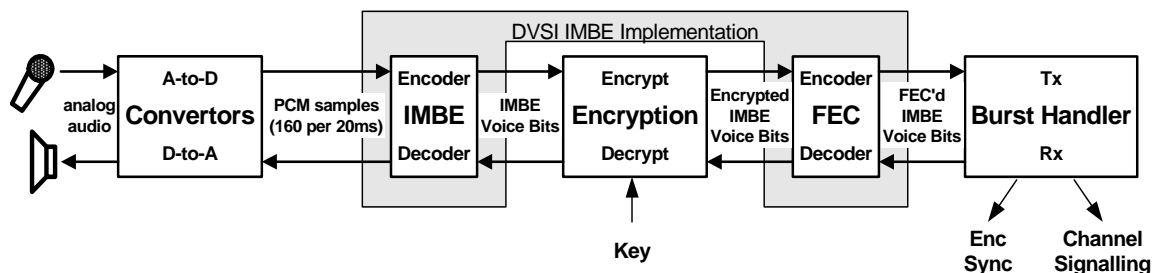 DVSI IMBE Implementation
analog
audio
A-to-D
Convertors
D-to-A
PCM samples
(160 per 20ms)
Encoder
IMBE
Decoder
IMBE
Voice Bits
Encrypt
Encryption
Decrypt
Key
Encrypted
IMBE
Voice Bits
Encoder
FEC
Decoder
FEC'd
IMBE
Voice Bits
Tx
Burst Handler
Rx
Enc
Sync
Channel
Signalling